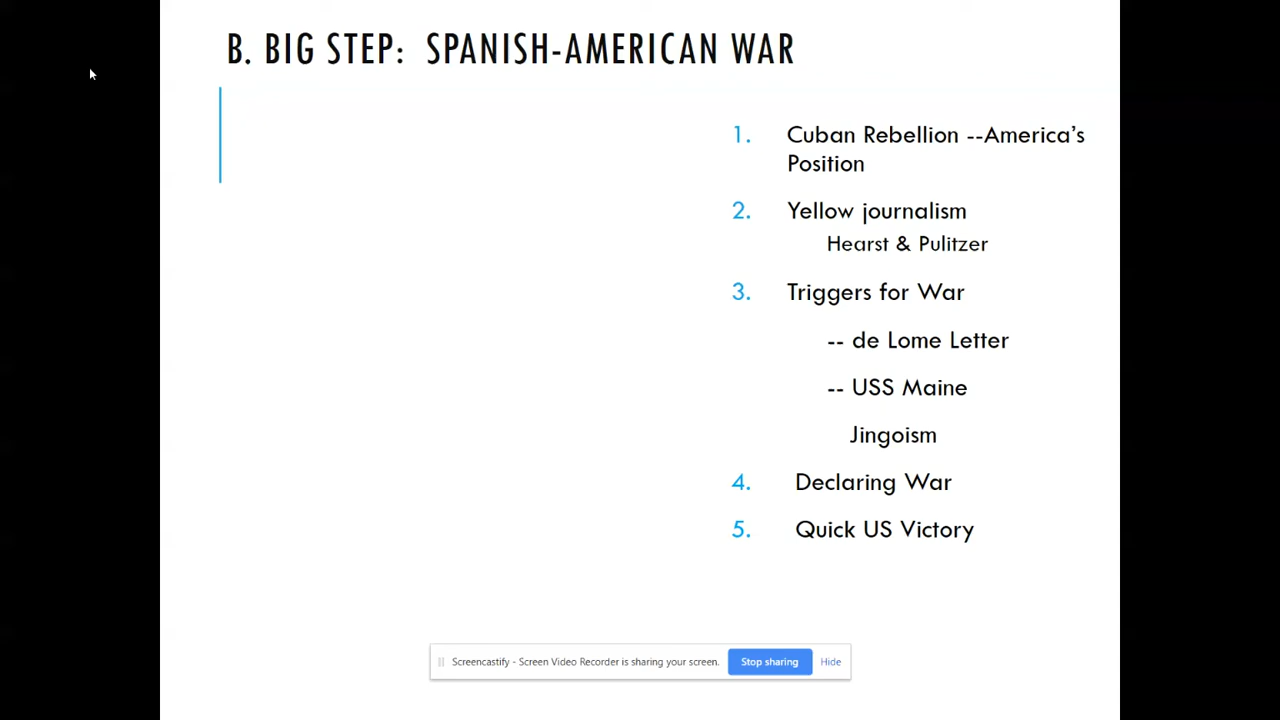 B. BIG STEP: SPANISH-AMERICAN WAR
1. Cuban Rebellion --America's
Position
2. Yellow journalism
Hearst & Pulitzer
3. Triggers for War
-- de Lome Letter
-- USS Maine
Jingoism
4. Declaring War
5. Quick US Victory
Screencastify - Screen Video Recorder is sharing your screen. Stop sharing Hide